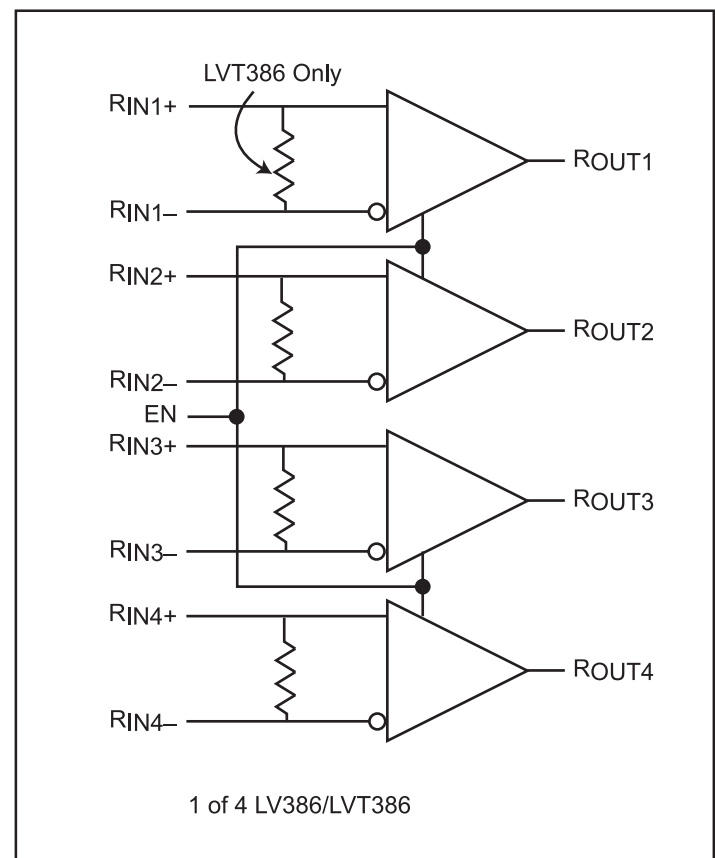 LVT386 Only
RIN1+
ROUT1
RIN1–
RIN2+
ROUT2
RIN2–
EN
RIN3+
ROUT3
RIN3–
RIN4+
ROUT4
RIN4–
1 of 4 LV386/LVT386